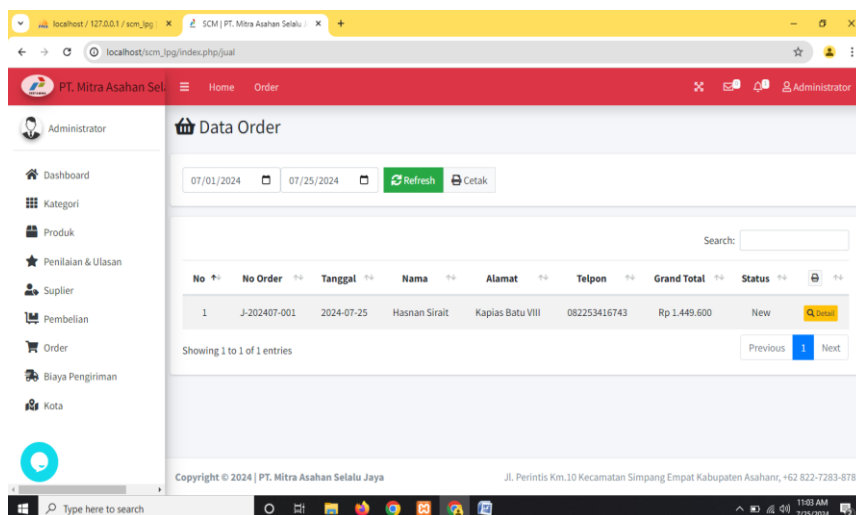 localhost / 127.0.0.1 / scm_lpg
SCM | PT. Mitra Asahan Selalu
localhost/scm_lpg/index.php/jual
PT. Mitra Asahan Sel
Home
Order
Administrator
Administrator
Data Order
Dashboard
Kategori
Produk
Penilaian & Ulasan
Suplier
Pembelian
Order
Biaya Pengiriman
Kota
07/01/2024
07/25/2024
Refresh
Cetak
Search:
No No Order Tanggal Nama Alamat Telpon Grand Total Status
1 J-202407-001 2024-07-25 Hasnan Sirait Kapias Batu VIII 082253416743 Rp 1.449.600 New Detail
Showing 1 to 1 of 1 entries
Previous 1 Next
Copyright © 2024 | PT. Mitra Asahan Selalu Jaya
Jl. Perintis Km.10 Kecamatan Simpang Empat Kabupaten Asahanr, +62 822-7283-878
Type here to search
11:03 AM
7/25/2024